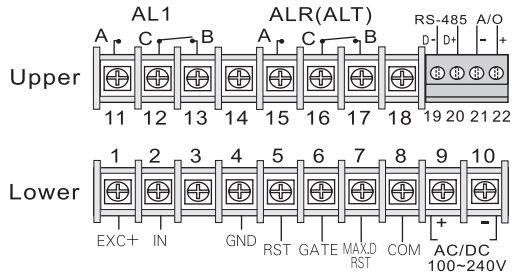 AL1 ALR(ALT) RS-485 A/O
A C B A C B D- D+ - +
Upper
11 12 13 14 15 16 17 18 19 20 21 22
1 2 3 4 5 6 7 8 9 10
Lower
+ -
EXC+ IN GND RST GATE MAX.D RST COM AC/DC
100~240V